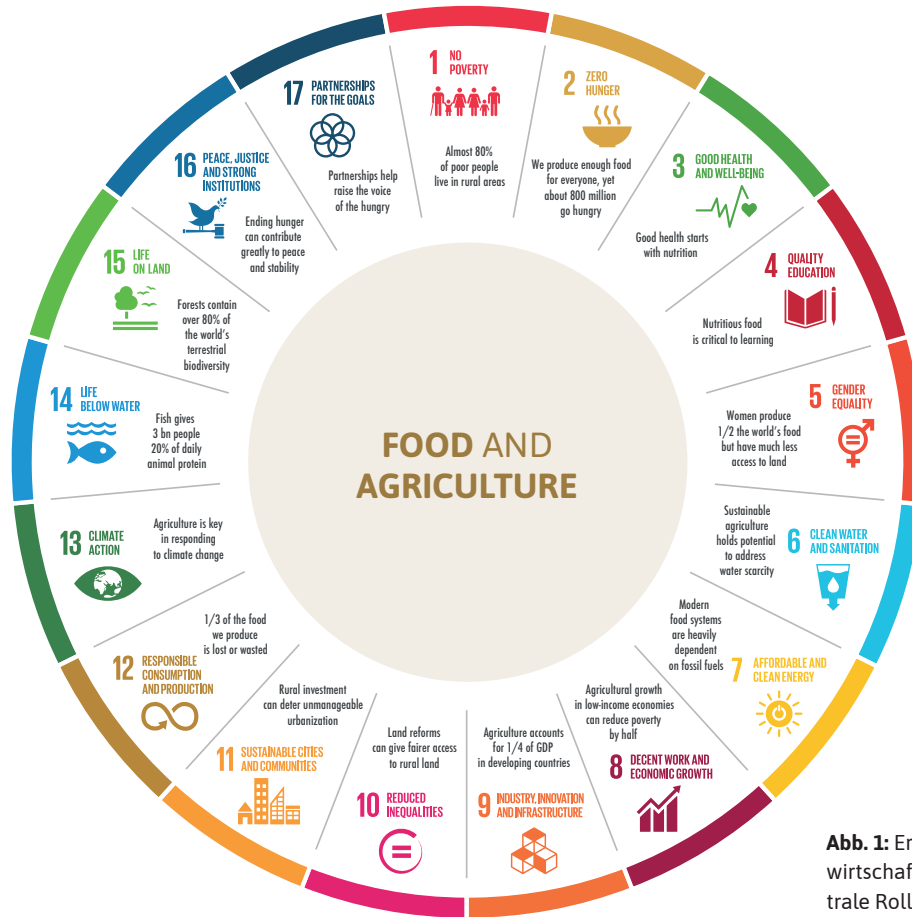 1 NO
POVERTY
Almost 80%
of poor people
live in rural areas
2 ZERO
HUNGER
We produce enough food
for everyone, yet
about 800 million
go hungry
3 GOOD HEALTH
AND WELL-BEING
Good health starts
with nutrition
4 QUALITY
EDUCATION
Nutritious food
is critical to learning
5 GENDER
EQUALITY
Women produce
1/2 the world's food
but have much less
access to land
6 CLEAN WATER
AND SANITATION
Sustainable
agriculture
holds potential
to address
water scarcity
7 AFFORDABLE AND
CLEAN ENERGY
Modern
food systems
are heavily
dependent
on fossil fuels
8 DECENT WORK AND
ECONOMIC GROWTH
Agricultural growth
in low-income economies
can reduce poverty
by half
9 INDUSTRY, INNOVATION
AND INFRASTRUCTURE
Agriculture accounts
for 1/4 of GDP
in developing countries
10 REDUCED
INEQUALITIES
Land reforms
can give fairer access
to rural land
11 SUSTAINABLE CITIES
AND COMMUNITIES
Rural investment
can deter unmanageable
urbanization
12 RESPONSIBLE
CONSUMPTION
AND PRODUCTION
1/3 of the food
we produce
is lost or wasted
13 CLIMATE
ACTION
Agriculture is key
in responding
to climate change
14 LIFE
BELOW WATER
Fish gives
3 bn people
20% of daily
animal protein
15 LIFE
ON LAND
Forests contain
over 80% of
the world's
terrestrial
biodiversity
16 PEACE, JUSTICE
AND STRONG
INSTITUTIONS
Ending hunger
can contribute
greatly to peace
and stability
17 PARTNERSHIPS
FOR THE GOALS
Partnerships help
raise the voice
of the hungry
FOOD AND
AGRICULTURE
Abb. 1: Er
wirtschaf
trale Roll